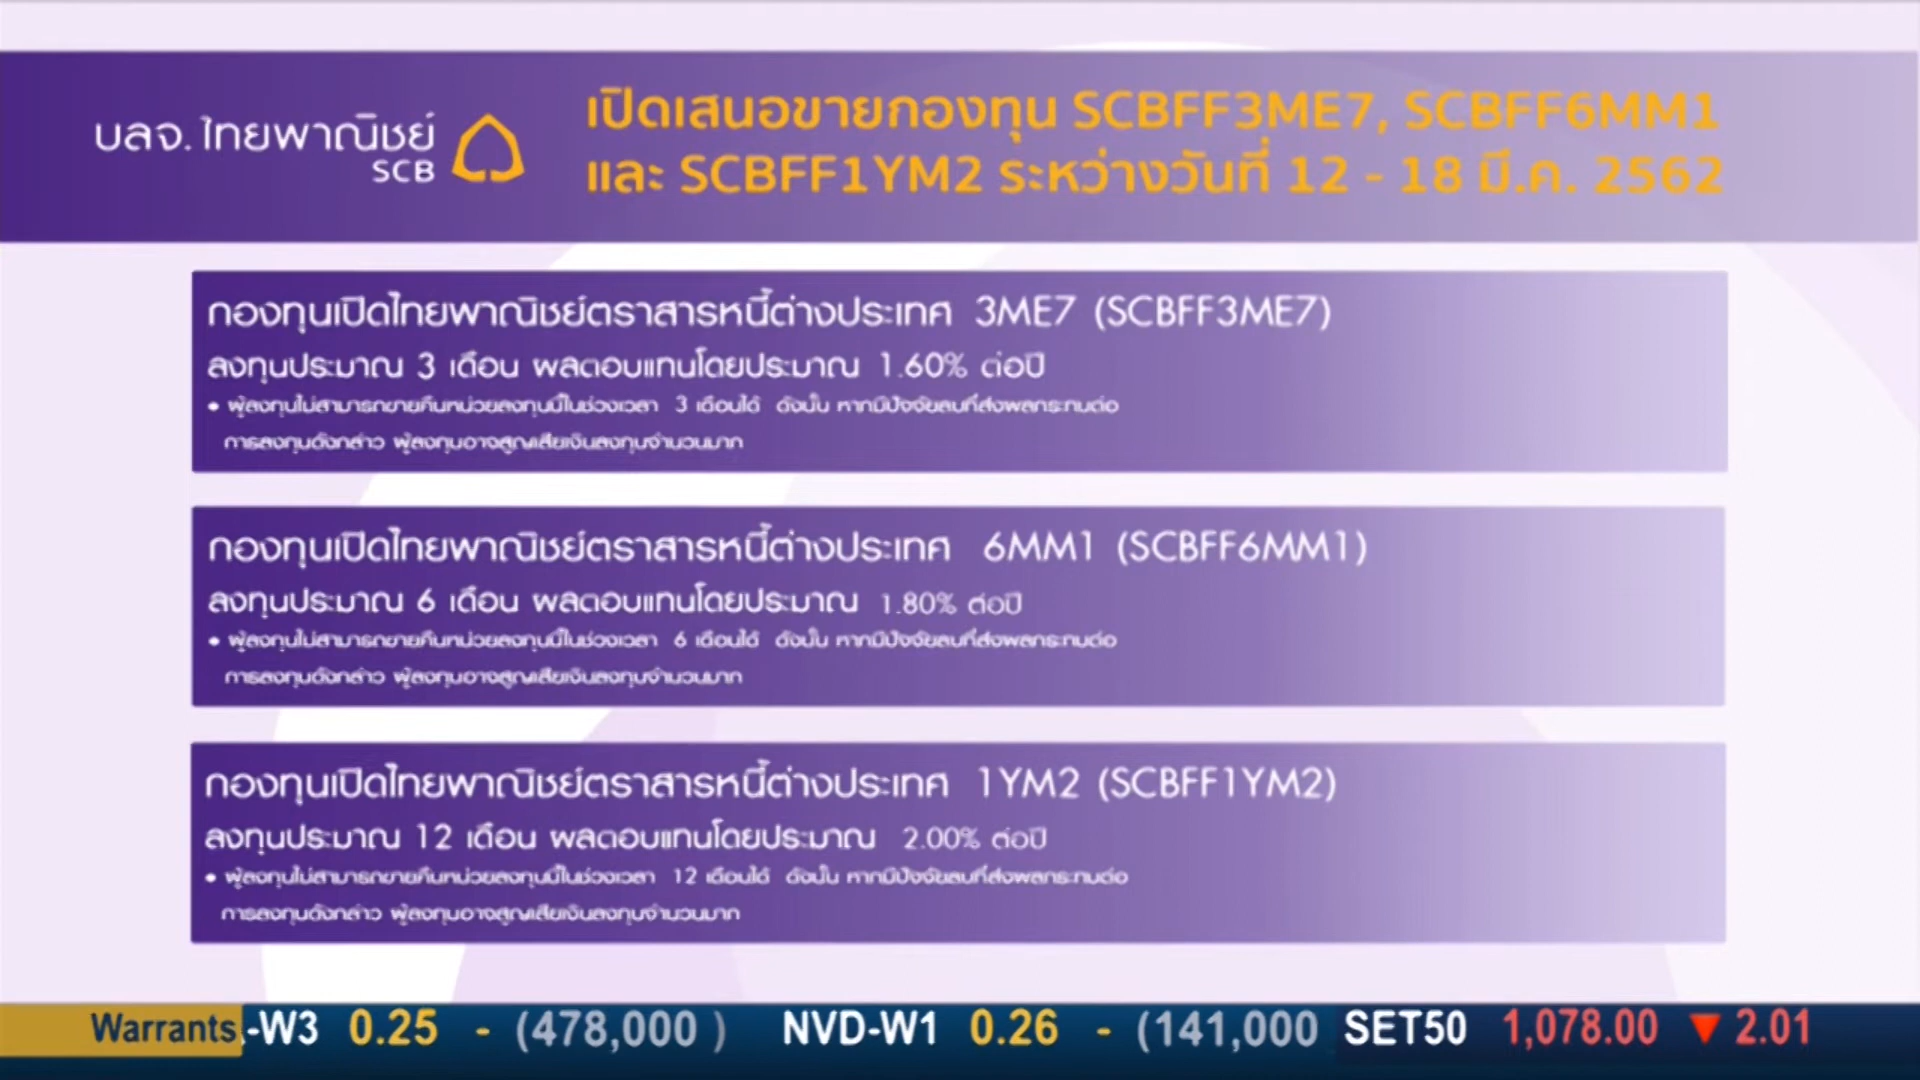 บลจ. ไทยพาณิชย์
SCB
เปิดเสนอขายกองทุน SCBFF3ME7, SCBFF6MM1
และ SCBFF1YM2 ระหว่างวันที่ 12 - 18 มี.ค. 2562
กองทุนเปิดไทยพาณิชย์ตราสารหนี้ต่างประเทศ 3ME7 (SCBFF3ME7)
ลงทุนประมาณ 3 เดือน ผลตอบแทนโดยประมาณ 1.60% ต่อปี
• ผู้ลงทุนไม่สามารถขายคืนหน่วยลงทุนนี้ในช่วงเวลา 3 เดือนได้ ดังนั้น หากมีปัจจัยลบที่ส่งผลกระทบต่อ
การลงทุนดังกล่าว ผู้ลงทุนอาจสูญเสียเงินลงทุนจำนวนมาก
กองทุนเปิดไทยพาณิชย์ตราสารหนี้ต่างประเทศ 6MM1 (SCBFF6MM1)
ลงทุนประมาณ 6 เดือน ผลตอบแทนโดยประมาณ 1.80% ต่อปี
• ผู้ลงทุนไม่สามารถขายคืนหน่วยลงทุนนี้ในช่วงเวลา 6 เดือนได้ ดังนั้น หากมีปัจจัยลบที่ส่งผลกระทบต่อ
การลงทุนดังกล่าว ผู้ลงทุนอาจสูญเสียเงินลงทุนจำนวนมาก
กองทุนเปิดไทยพาณิชย์ตราสารหนี้ต่างประเทศ 1YM2 (SCBFF1YM2)
ลงทุนประมาณ 12 เดือน ผลตอบแทนโดยประมาณ 2.00% ต่อปี
• ผู้ลงทุนไม่สามารถขายคืนหน่วยลงทุนนี้ในช่วงเวลา 12 เดือนได้ ดังนั้น หากมีปัจจัยลบที่ส่งผลกระทบต่อ
การลงทุนดังกล่าว ผู้ลงทุนอาจสูญเสียเงินลงทุนจำนวนมาก
Warrants -W3 0.25 - (478,000 ) NVD-W1 0.26 - (141,000 SET50 1,078.00 ▼ 2.01